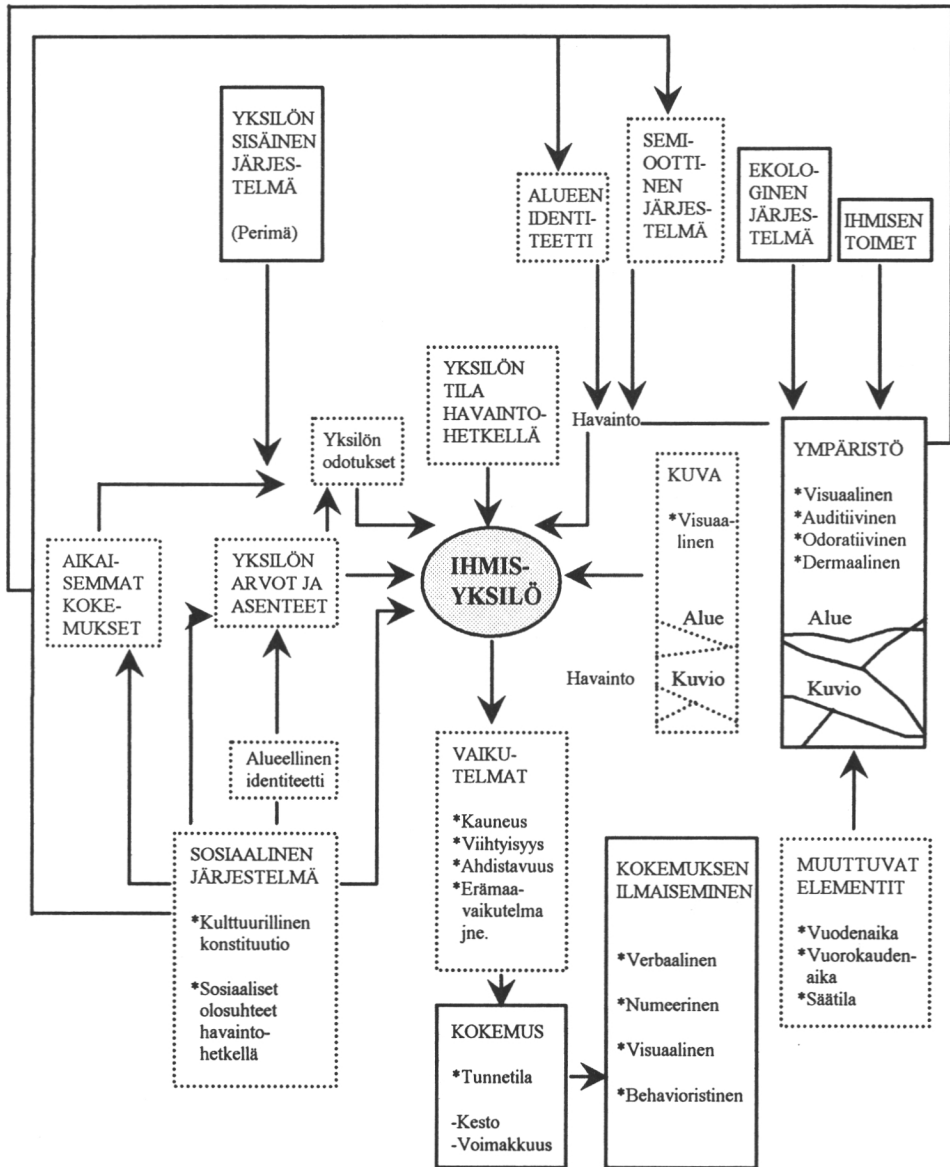 YKSILÖN
SISÄINEN
JÄRJES-
TELMÄ
(Perimä)
ALUEEN
IDENTI-
TEETTI
SEMI-
OOTTI-
NEN
JÄRJES-
TELMÄ
EKOLO-
GINEN
JÄRJES-
TELMÄ
IHMISEN
TOIMET
YKSILÖN
TILA
HAVAINTO-
HETKELLÄ
Yksilön
odotukset
Havainto
AIKAI-
SEMMAT
KOKE-
MUKSET
YKSILÖN
ARVOT JA
ASENTEET
IHMIS-
YKSILÖ
KUVA
*Visuaa-
linen
Alue
Kuvio
Havainto
YMPÄRISTÖ
*Visuaalinen
*Auditiivinen
*Odoratiivinen
*Dermaalinen
Alue
Kuvio
Alueellinen
identiteetti
SOSIAALINEN
JÄRJESTELMÄ
*Kulttuurillinen
konstituutio
*Sosiaaliset
olosuhteet
havainto-
hetkellä
VAIKU-
TELMAT
*Kauneus
*Viihtyisyys
*Ahdistavuus
*Erämaa-
vaikutelma
jne.
KOKEMUS
*Tunnetila
-Kesto
-Voimakkuus
KOKEMUKSEN
ILMAISEMINEN
*Verbaalinen
*Numeerinen
*Visuaalinen
*Behavioristinen
MUUTTUVAT
ELEMENTIT
*Vuodenaika
*Vuorokauden-
aika
*Säätila